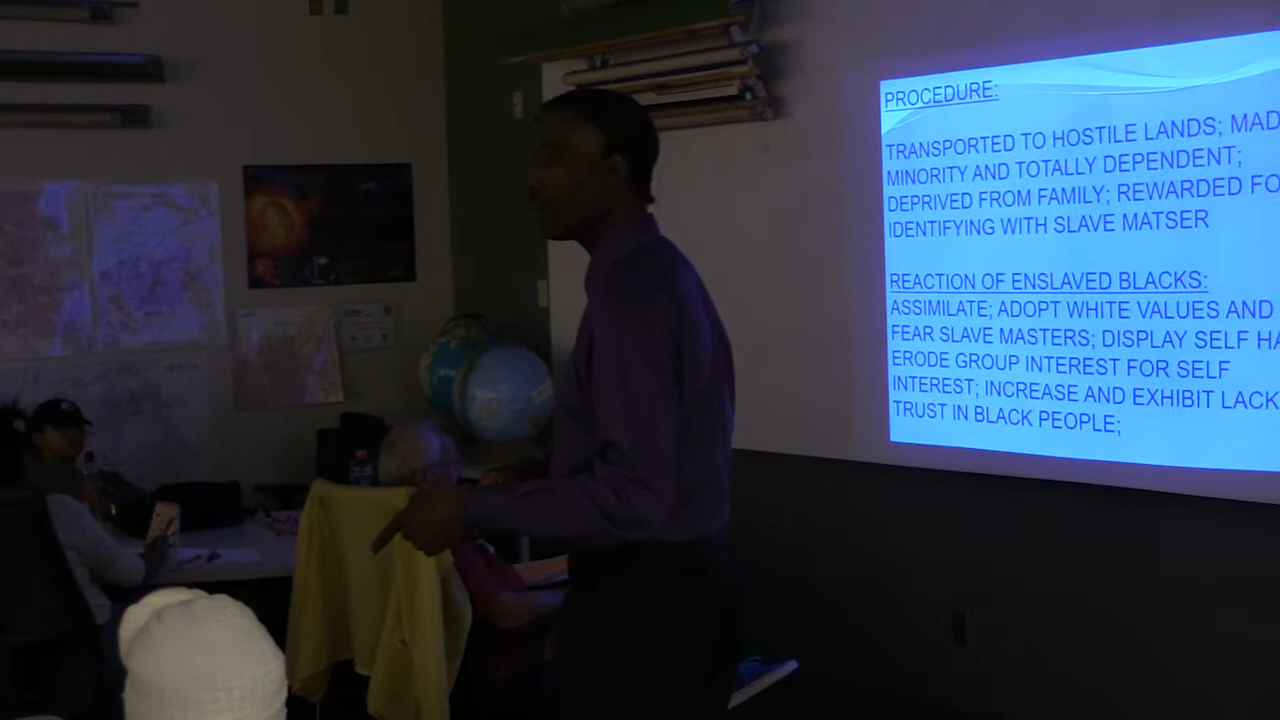 PROCEDURE:
TRANSPORTED TO HOSTILE LANDS; MAD
MINORITY AND TOTALLY DEPENDENT;
DEPRIVED FROM FAMILY; REWARDED FO
IDENTIFYING WITH SLAVE MATSER
REACTION OF ENSLAVED BLACKS:
ASSIMILATE; ADOPT WHITE VALUES AND
FEAR SLAVE MASTERS; DISPLAY SELF HA
ERODE GROUP INTEREST FOR SELF
INTEREST; INCREASE AND EXHIBIT LACK
TRUST IN BLACK PEOPLE;